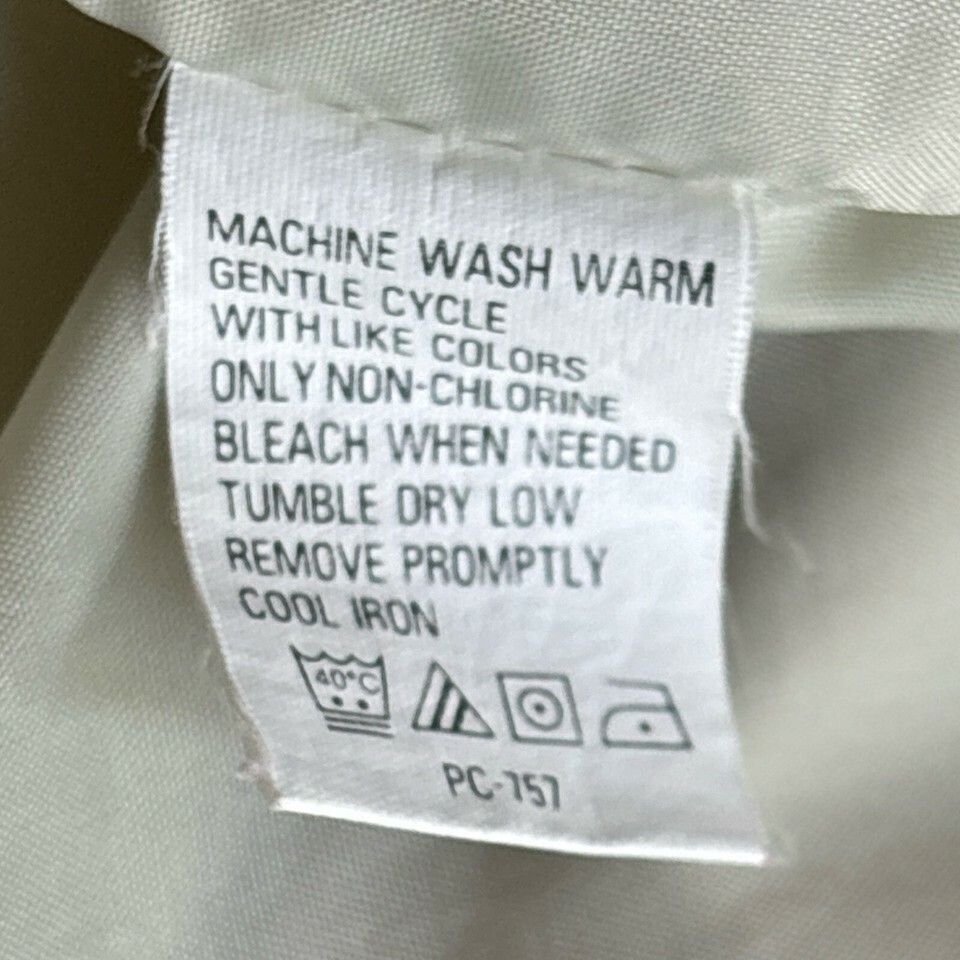 MACHINE WASH WARM
GENTLE CYCLE
WITH LIKE COLORS
ONLY NON-CHLORINE
BLEACH WHEN NEEDED
TUMBLE DRY LOW
REMOVE PROMPTLY
COOL IRON
40°C
PC-757